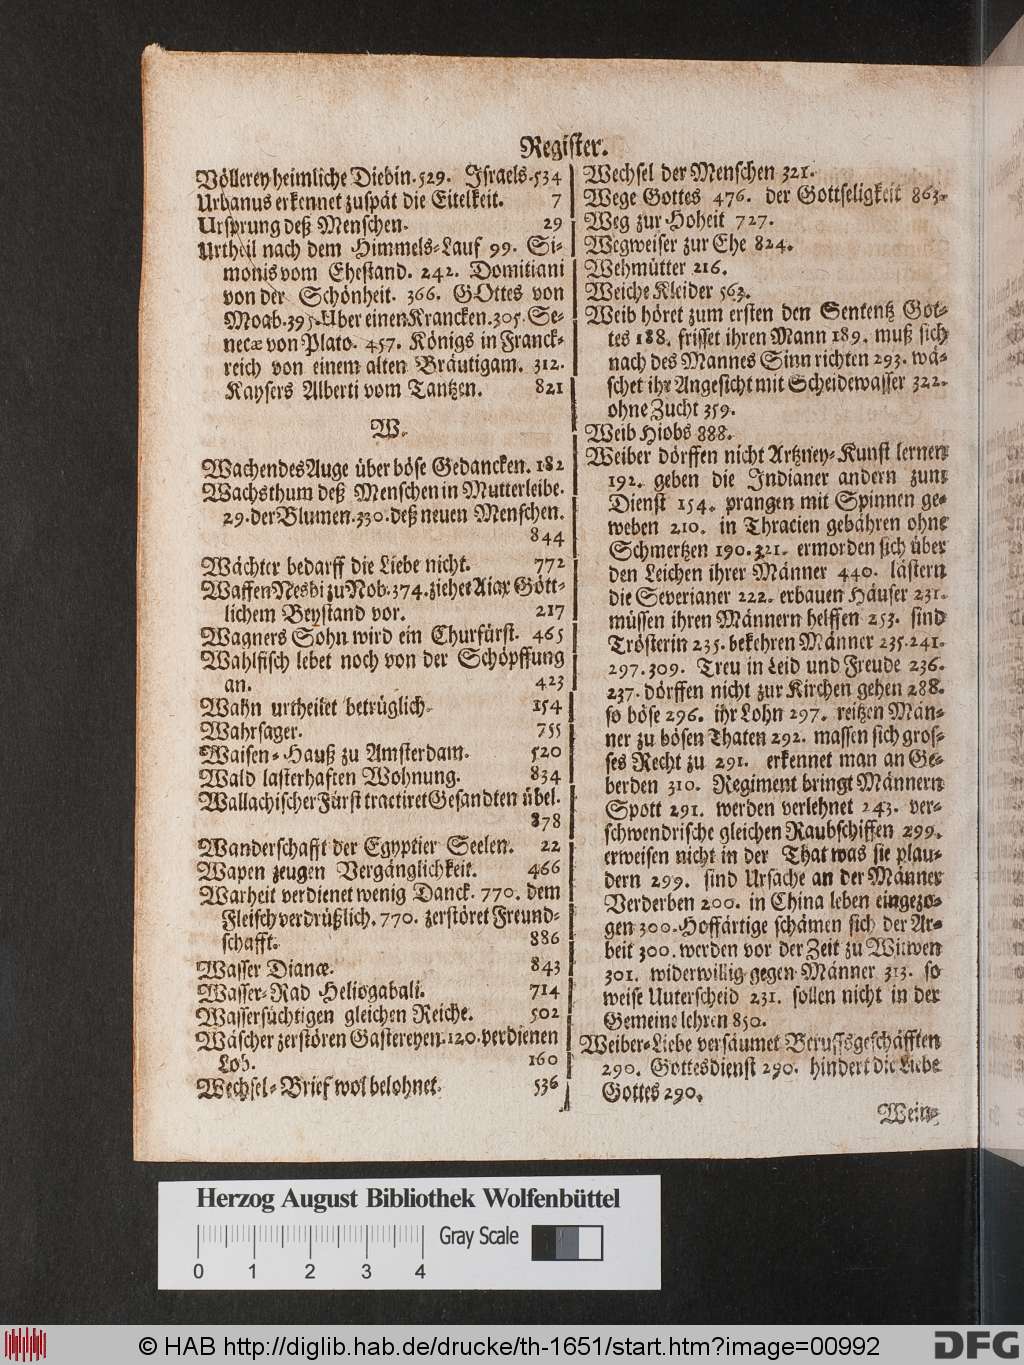 Register.
Völlerey heimliche Diebin. 529. Israels. 534
Urbanus erkennet zuspät die Eitelkeit. 7
Ursprung deß Menschen. 29
Urtheil nach dem Himmels-Lauf 99. Si-
monis vom Ehestand. 242. Domitiani
von der Schönheit. 366. GOttes von
Moab. 395. Uber einen Krancken. 305. Se-
necæ von Plato. 457. Königs in Franck-
reich von einem alten Bräutigam. 312.
Kaysers Alberti vom Tantzen. 821
W.
Wachendes Auge über böse Gedancken. 182
Wachsthum deß Menschen in Mutterleibe.
29. der Blumen. 330. deß neuen Menschen.
844
Wächter bedarff die Liebe nicht. 772
Waffen Nesbi zu Nob. 374. ziehet Aiax Gött-
lichem Beystand vor. 217
Wagners Sohn wird ein Churfürst. 465
Wahlfisch lebet noch von der Schöpffung
an. 423
Wahn urtheilet betrüglich. 154
Wahrsager. 755
Waisen-Hauß zu Amsterdam. 520
Wald lasterhaften Wohnung. 834
Wallachischer Fürst tractiret Gesandten übel.
878
Wanderschafft der Egyptier Seelen. 22
Wapen zeugen Vergänglichkeit. 466
Warheit verdienet wenig Danck. 770. dem
Fleisch verdrüßlich. 770. zerstöret Freund-
schafft. 886
Wasser Dianæ. 843
Wasser-Rad Heliogabali. 714
Wassersüchtigen gleichen Reiche. 502
Wäscher zerstören Gastereyen. 120. verdienen
Lob. 160
Wechsel-Brief wol belohnet. 536
Wechsel der Menschen 321.
Wege Gottes 476. der Gottseligkeit 863.
Weg zur Hoheit 727.
Wegweiser zur Ehe 824.
Wehmütter 216.
Weiche Kleider 563.
Weib höret zum ersten den Sententz Got-
tes 188. frisset ihren Mann 189. muß sich
nach des Mannes Sinn richten 293. wä-
schet ihr Angesicht mit Scheidewasser 322.
ohne Zucht 359.
Weib Hiobs 888.
Weiber dörffen nicht Artzney-Kunst lernen
192. geben die Indianer andern zum
Dienst 154. prangen mit Spinnen ge-
weben 210. in Thracien gebähren ohne
Schmertzen 190. 321. ermorden sich über
den Leichen ihrer Männer 440. lästern
die Severianer 222. erbauen Häuser 231.
müssen ihren Männern helffen 253. sind
Trösterin 235. bekehren Männer 235. 241.
297. 309. Treu in Leid und Freude 236.
237. dörffen nicht zur Kirchen gehen 288.
so böse 296. ihr Lohn 297. reitzen Män-
ner zu bösen Thaten 292. massen sich gros-
ses Recht zu 291. erkennet man an Ge-
berden 310. Regiment bringt Männern
Spott 291. werden verlehnet 243. ver-
schwendrische gleichen Raubschiffen 299.
erweisen nicht in der That was sie plau-
dern 299. sind Ursache an der Männer
Verderben 200. in China leben eingezo-
gen 300. Hoffärtige schämen sich der Ar-
beit 300. werden vor der Zeit zu Wittwen
301. widerwillig gegen Männer 313. so
weise Unterscheid 231. sollen nicht in der
Gemeine lehren 850.
Weiber-Liebe versäumet Beruffsgeschäfften
290. Gottesdienst 290. hindert die Liebe
Gottes 290.
Wein-
Herzog August Bibliothek Wolfenbüttel
Gray Scale
0 1 2 3 4
© HAB http://diglib.hab.de/drucke/th-1651/start.htm?image=00992
DFG